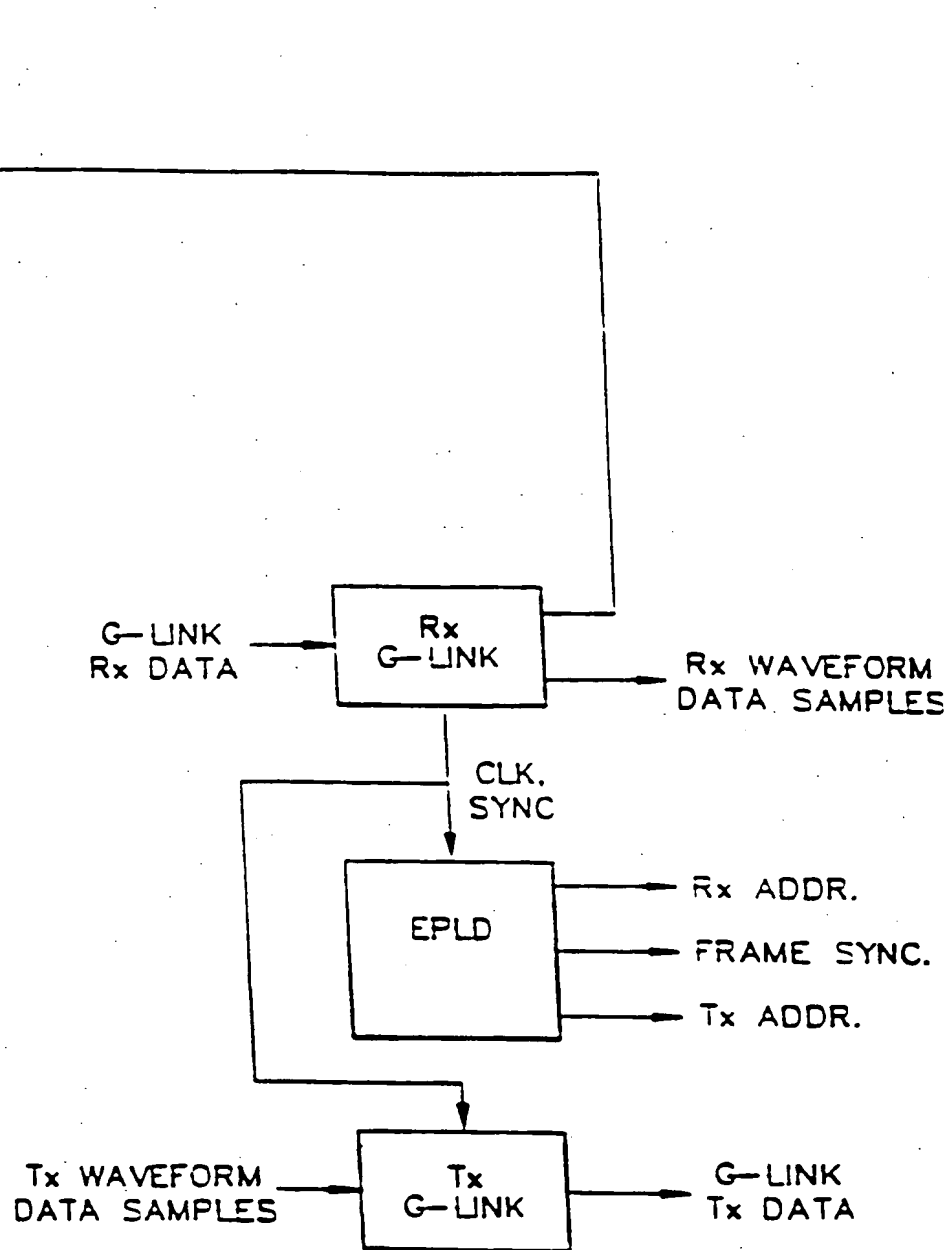 G-LINK
Rx DATA
Rx
G-LINK
Rx WAVEFORM
DATA SAMPLES
CLK.
SYNC
EPLD
Rx ADDR.
FRAME SYNC.
Tx ADDR.
Tx WAVEFORM
DATA SAMPLES
Tx
G-LINK
G-LINK
Tx DATA